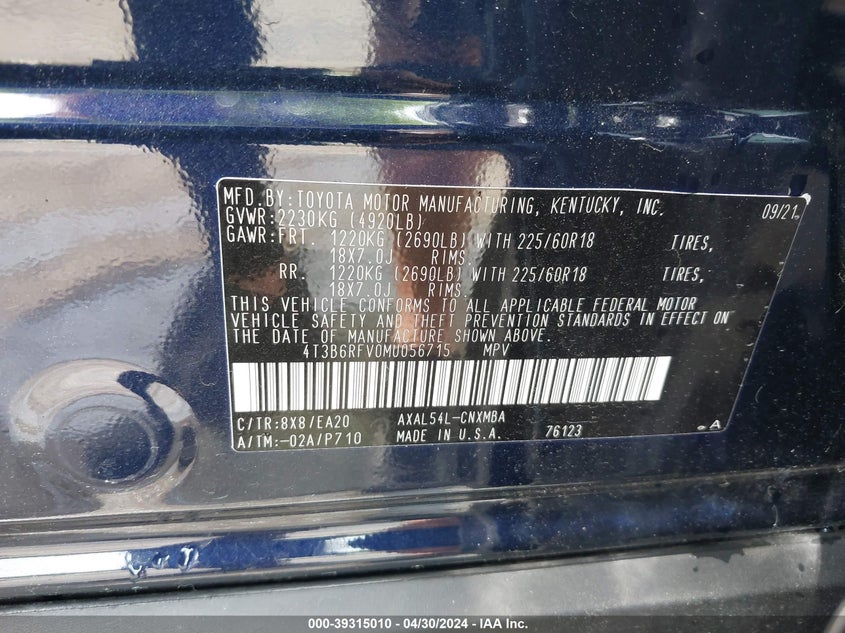 MFD.BY:TOYOTA MOTOR MANUFACTURING, KENTUCKY, INC. 09/21
GVWR:2230KG (4920LB)
GAWR:FRT. 1220KG (2690LB) WITH 225/60R18 TIRES,
18X7.0J RIMS.
RR. 1220KG (2690LB) WITH 225/60R18 TIRES,
18X7.0J RIMS.
THIS VEHICLE CONFORMS TO ALL APPLICABLE FEDERAL MOTOR
VEHICLE SAFETY AND THEFT PREVENTION STANDARDS IN EFFECT ON
THE DATE OF MANUFACTURE SHOWN ABOVE.
4T3B6RFV0MU056715 MPV
C/TR:8X8/EA20 AXAL54L-CNXMBA
A/TM:-02A/P710 MADE IN U.S.A. 76123 A
000-39315010 - 04/30/2024 - IAA Inc.